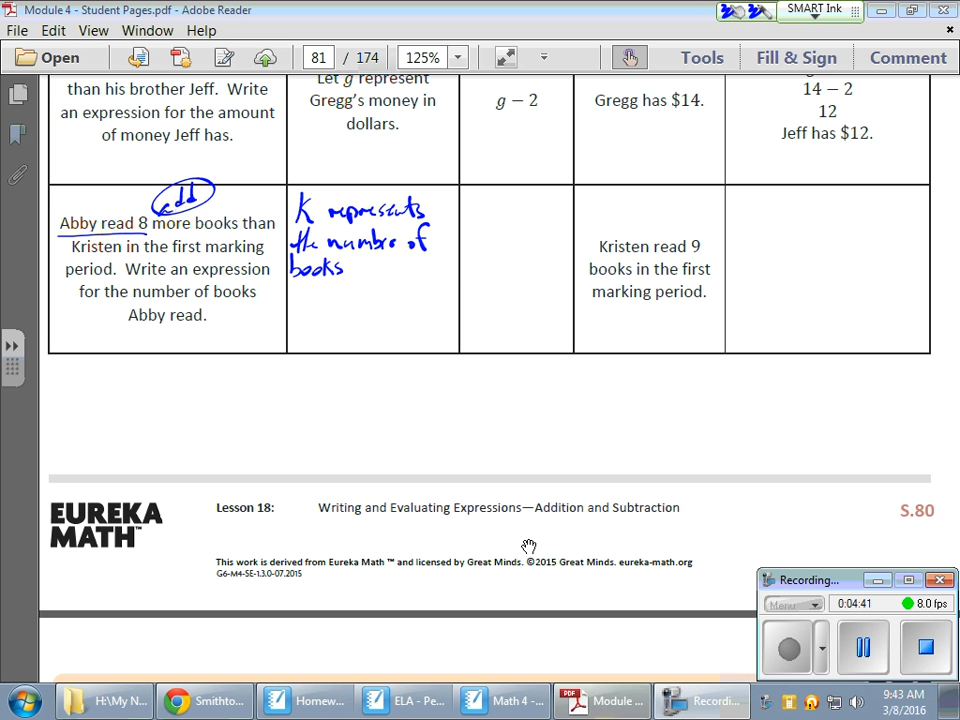 Module 4 - Student Pages.pdf - Adobe Reader
SMART Ink
File Edit View Window Help
Open
81 / 174
125%
Tools
Fill & Sign
Comment
than his brother Jeff. Write
an expression for the amount
of money Jeff has.
Let g represent
Gregg's money in
dollars.
g − 2
Gregg has $14.
14 − 2
12
Jeff has $12.
add
Abby read 8 more books than
Kristen in the first marking
period. Write an expression
for the number of books
Abby read.
K represents
the number of
books
Kristen read 9
books in the first
marking period.
EUREKA
MATH™
Lesson 18: Writing and Evaluating Expressions—Addition and Subtraction
S.80
This work is derived from Eureka Math ™ and licensed by Great Minds. ©2015 Great Minds. eureka-math.org
G6-M4-SE-1.3.0-07.2015
Recording...
Menu
0:04:41
8.0 fps
H:\My N...
Smithto...
Homew...
ELA - Pe...
Math 4 -...
Module ...
Recordi...
9:43 AM
3/8/2016